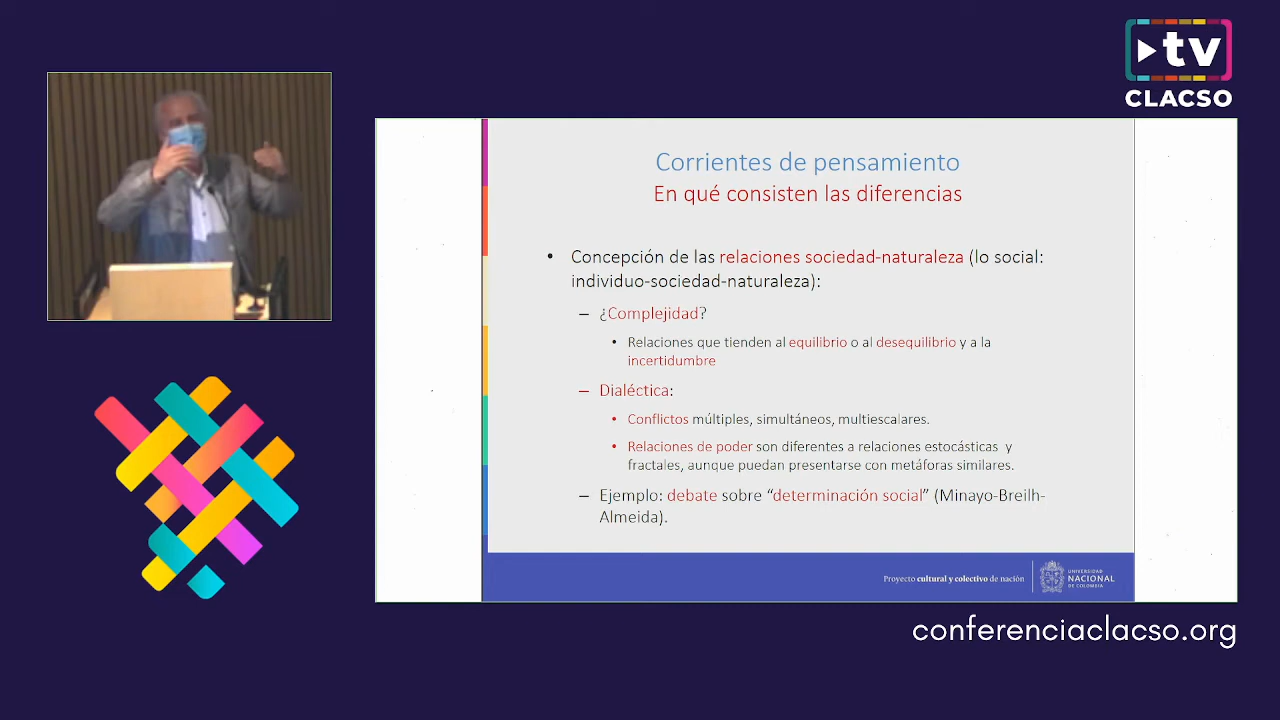 tv
CLACSO
Corrientes de pensamiento
En qué consisten las diferencias
• Concepción de las relaciones sociedad-naturaleza (lo social:
individuo-sociedad-naturaleza):
– ¿Complejidad?
• Relaciones que tienden al equilibrio o al desequilibrio y a la
incertidumbre
– Dialéctica:
• Conflictos múltiples, simultáneos, multiescalares.
• Relaciones de poder son diferentes a relaciones estocásticas y
fractales, aunque puedan presentarse con metáforas similares.
– Ejemplo: debate sobre “determinación social” (Minayo-Breilh-
Almeida).
Proyecto cultural y colectivo de nación
UNIVERSIDAD
NACIONAL
DE COLOMBIA
conferenciaclacso.org